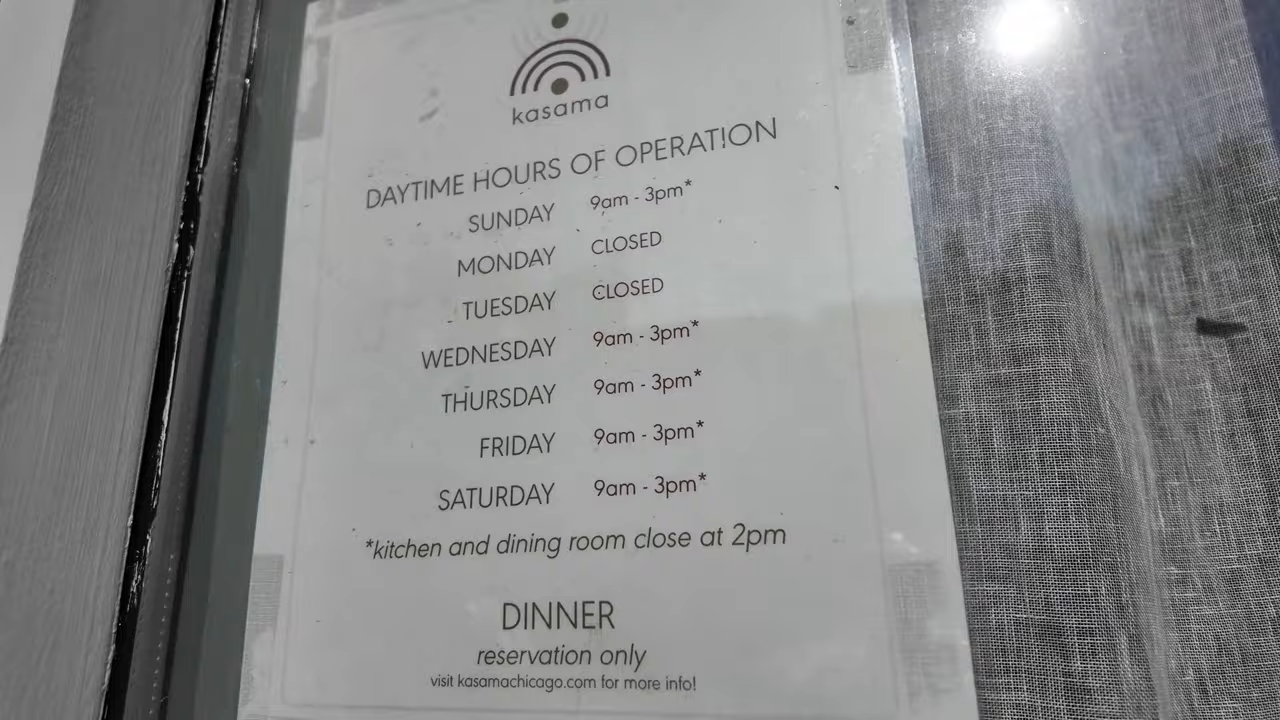 kasama
DAYTIME HOURS OF OPERATION
SUNDAY 9am - 3pm*
MONDAY CLOSED
TUESDAY CLOSED
WEDNESDAY 9am - 3pm*
THURSDAY 9am - 3pm*
FRIDAY 9am - 3pm*
SATURDAY 9am - 3pm*
*kitchen and dining room close at 2pm
DINNER
reservation only
visit kasamachicago.com for more info!